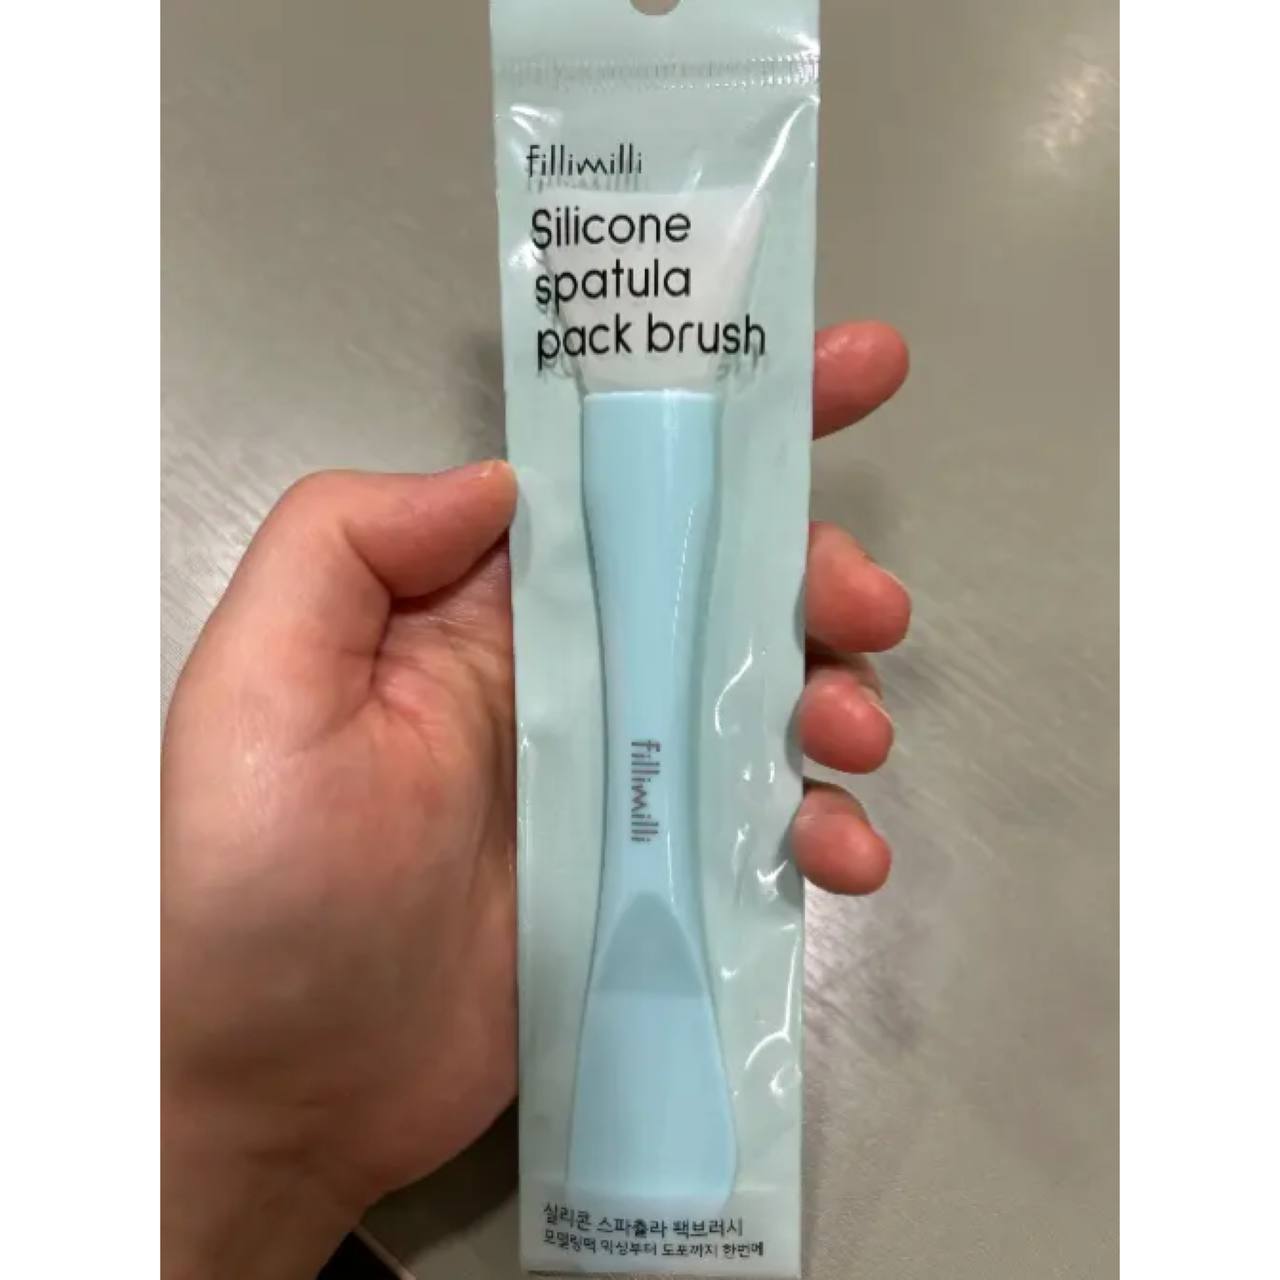 fillimilli
Silicone
spatula
pack brush
fillimilli
실리콘 스파츌라 팩브러시
모델링팩 믹싱부터 도포까지 한번에